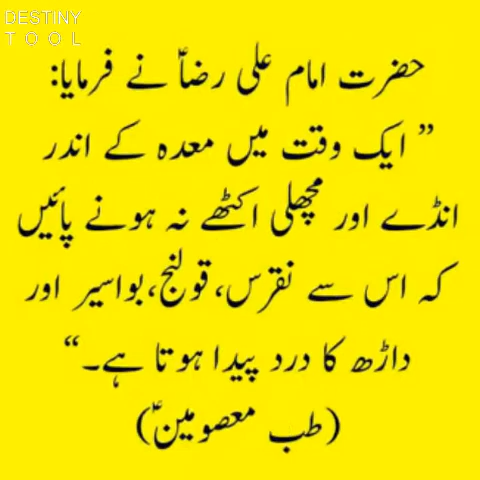 DESTINY
TOOL
حضرت امام علی رضاؑ نے فرمایا:
” ایک وقت میں معدہ کے اندر
انڈے اور مچھلی اکٹھے نہ ہونے پائیں
کہ اس سے نقرس، قولنج، بواسیر اور
داڑھ کا درد پیدا ہوتا ہے۔“
(طب معصومینؑ)